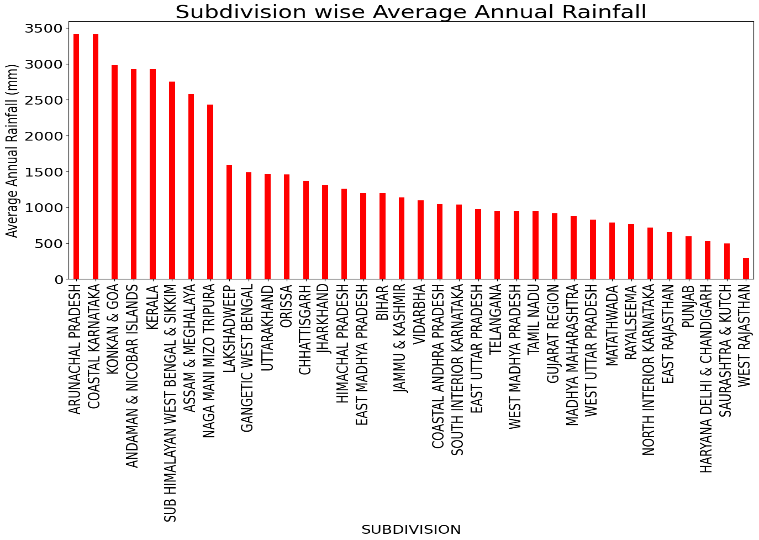 Subdivision wise Average Annual Rainfall
Average Annual Rainfall (mm)
3500
3000
2500
2000
1500
1000
500
0
ARUNACHAL PRADESH
COASTAL KARNATAKA
KONKAN & GOA
ANDAMAN & NICOBAR ISLANDS
KERALA
SUB HIMALAYAN WEST BENGAL & SIKKIM
ASSAM & MEGHALAYA
NAGA MANI MIZO TRIPURA
LAKSHADWEEP
GANGETIC WEST BENGAL
UTTARAKHAND
ORISSA
CHHATTISGARH
JHARKHAND
HIMACHAL PRADESH
EAST MADHYA PRADESH
BIHAR
JAMMU & KASHMIR
VIDARBHA
COASTAL ANDHRA PRADESH
SOUTH INTERIOR KARNATAKA
EAST UTTAR PRADESH
TELANGANA
WEST MADHYA PRADESH
TAMIL NADU
GUJARAT REGION
MADHYA MAHARASHTRA
WEST UTTAR PRADESH
MATATHWADA
RAYALSEEMA
NORTH INTERIOR KARNATAKA
EAST RAJASTHAN
PUNJAB
HARYANA DELHI & CHANDIGARH
SAURASHTRA & KUTCH
WEST RAJASTHAN
SUBDIVISION